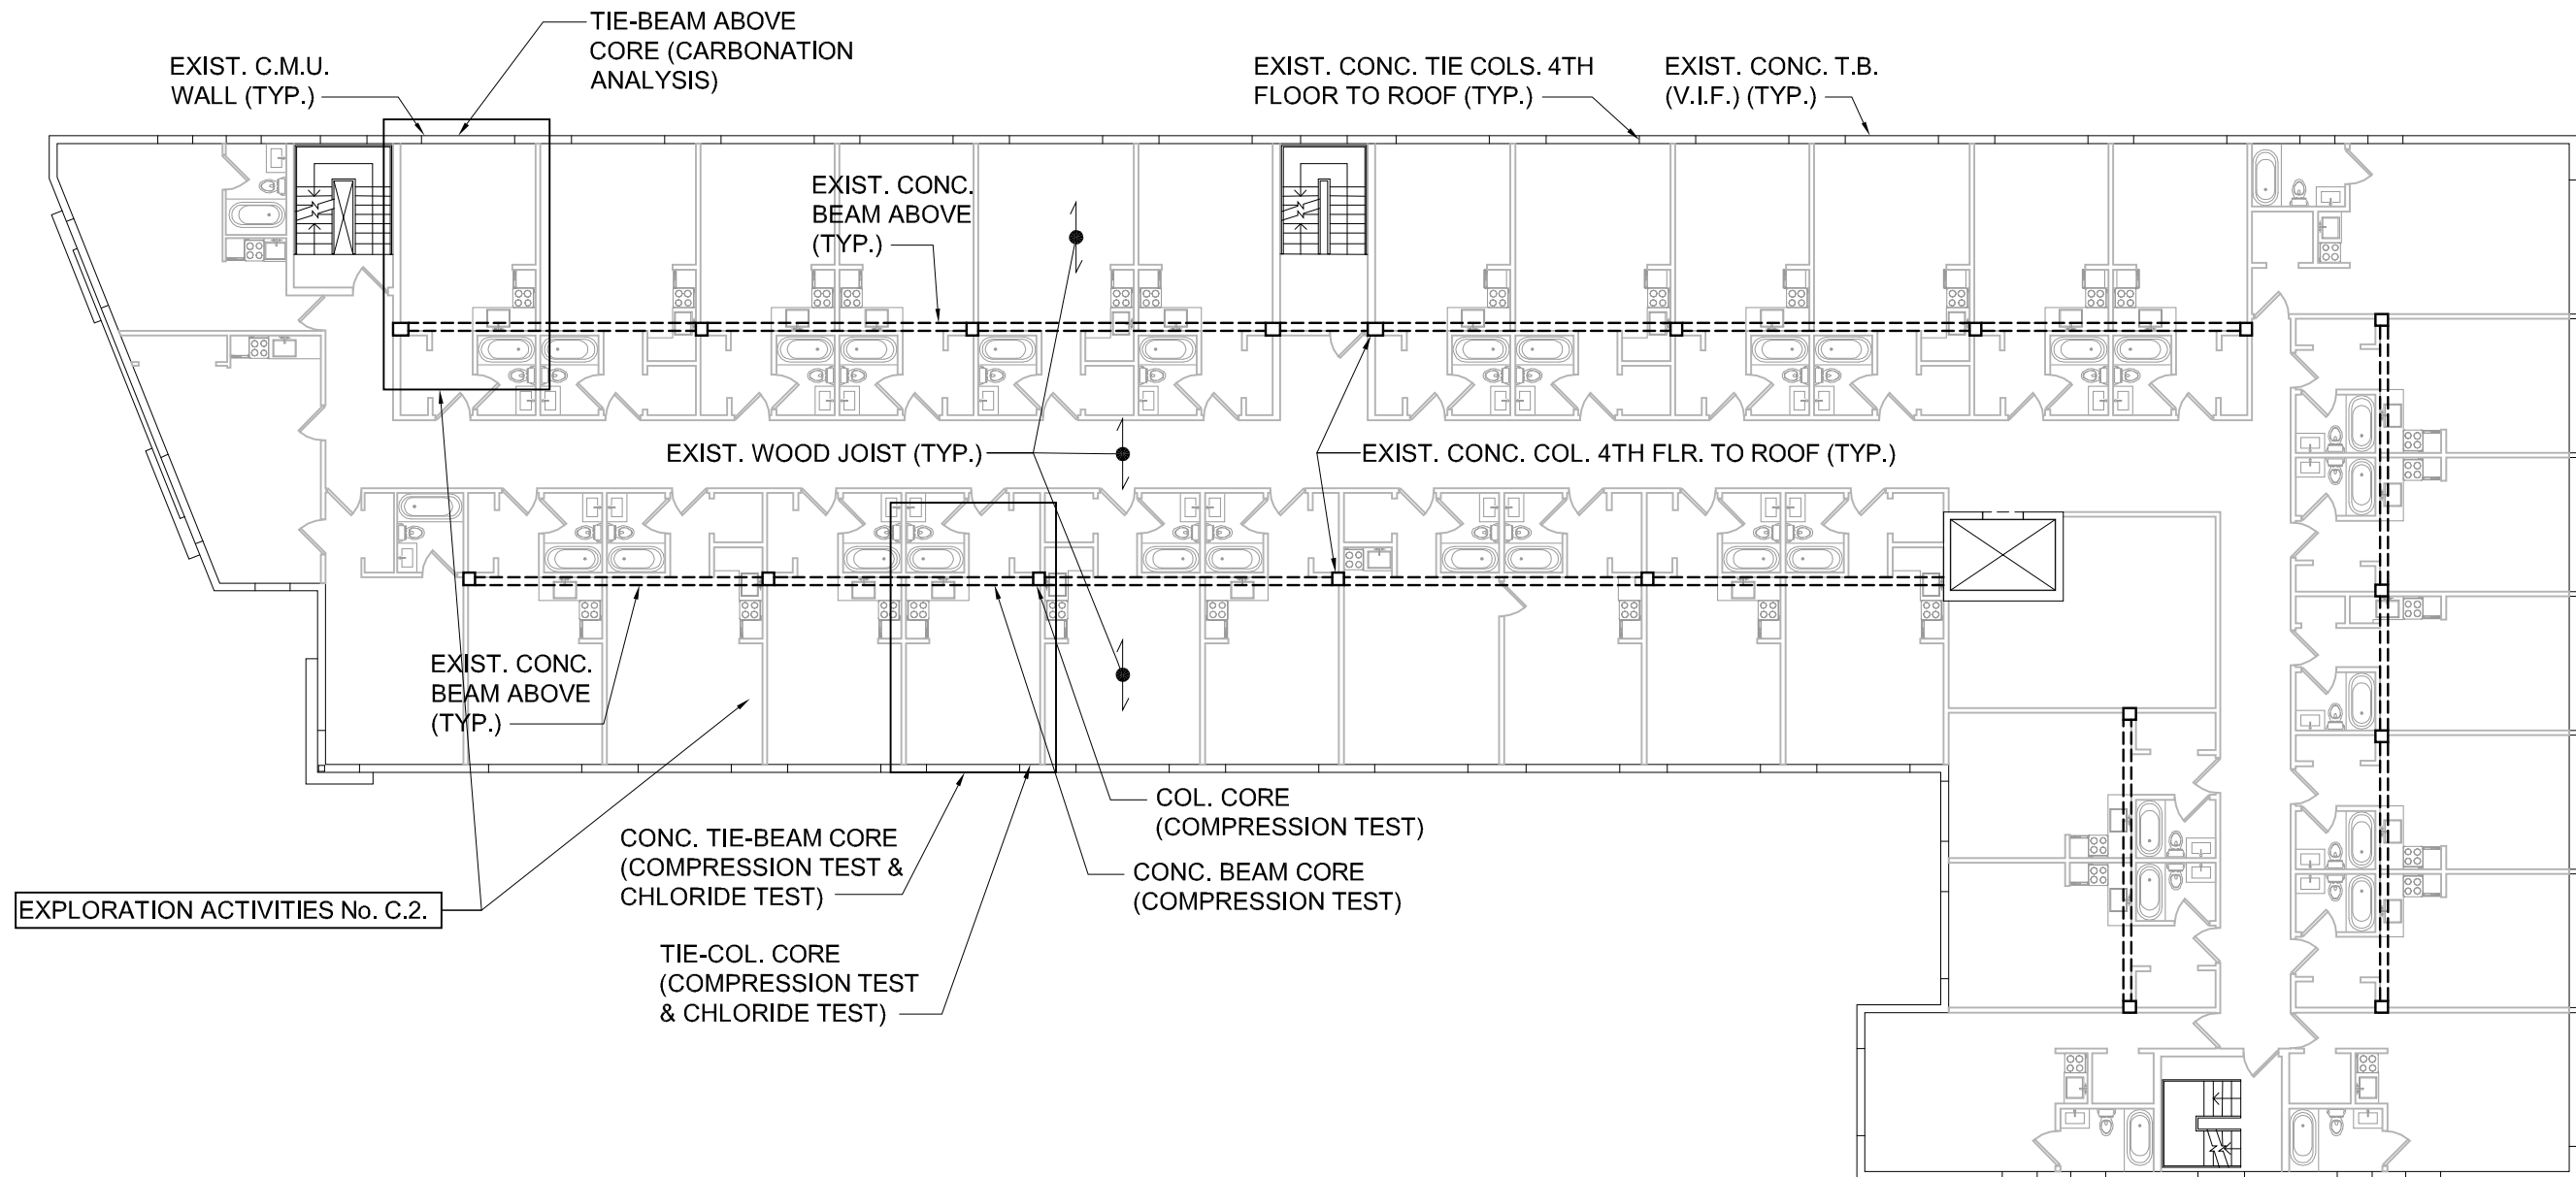 TIE-BEAM ABOVE
CORE (CARBONATION
ANALYSIS)
EXIST. C.M.U.
WALL (TYP.)
EXIST. CONC. TIE COLS. 4TH
FLOOR TO ROOF (TYP.)
EXIST. CONC. T.B.
(V.I.F.) (TYP.)
EXIST. CONC.
BEAM ABOVE
(TYP.)
EXIST. WOOD JOIST (TYP.)
EXIST. CONC. COL. 4TH FLR. TO ROOF (TYP.)
EXIST. CONC.
BEAM ABOVE
(TYP.)
COL. CORE
(COMPRESSION TEST)
CONC. TIE-BEAM CORE
(COMPRESSION TEST &
CHLORIDE TEST)
CONC. BEAM CORE
(COMPRESSION TEST)
EXPLORATION ACTIVITIES No. C.2.
TIE-COL. CORE
(COMPRESSION TEST
& CHLORIDE TEST)